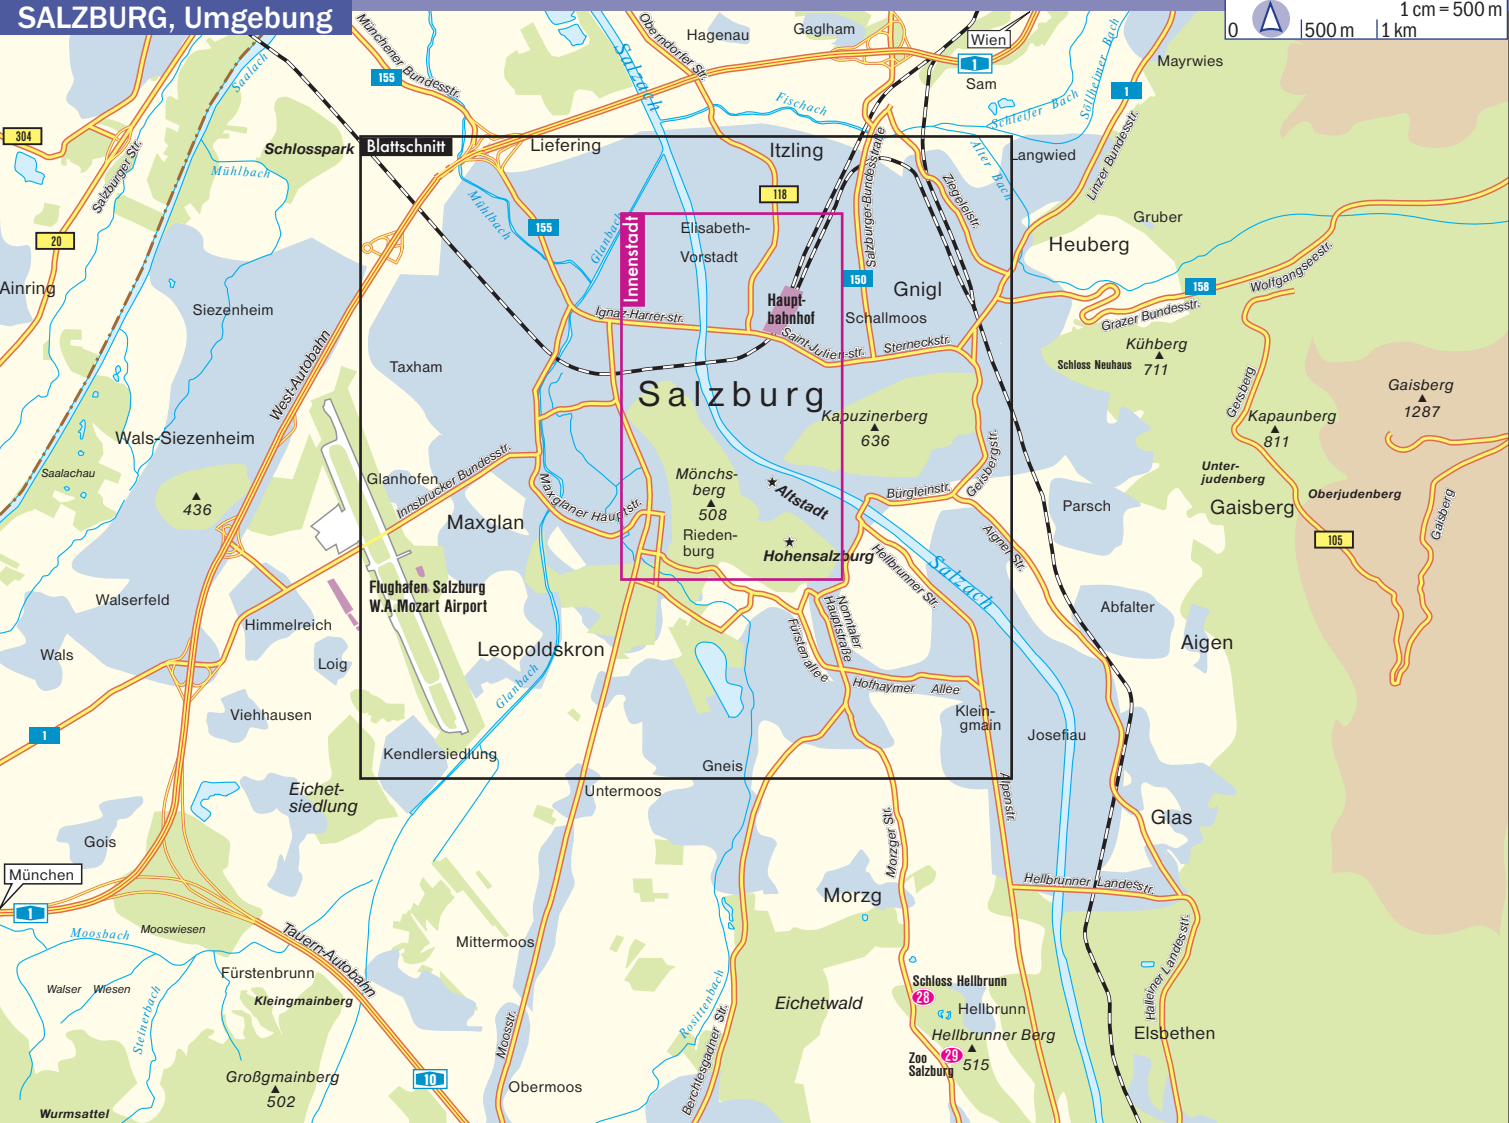 SALZBURG, Umgebung
1 cm = 500 m
0
500 m
1 km
Münchener Bundesstr.
Salzach
Oberndorfer Str.
Hagenau
Gaglham
Wien
1
Sam
Mayrwies
Saalach
155
Fischach
Schleifer Bach
Söllheimer Bach
1
304
Salzburger Str.
Schlosspark
Blattschnitt
Liefering
Itzling
Salzburger-Bundesstraße
Alter Bach
Langwied
Linzer Bundesstr.
Mühlbach
Mühlbach
118
Ziegeleistr.
Gruber
20
155
Glanbach
Innenstadt
Elisabeth-
Vorstadt
Heuberg
Wolfgangseestr.
Ainring
Siezenheim
Haupt-
bahnhof
150
Gnigl
158
Ignaz-Harrer-str.
Schallmoos
Grazer Bundesstr.
West-Autobahn
Saint-Julien-str.
Sterneckstr.
Kühberg
711
Schloss Neuhaus
Taxham
Salzburg
Geisberg
Gaisberg
1287
Wals-Siezenheim
Kapuzinerberg
636
Kapaunberg
811
Saalachau
Glanhofen
Innsbrucker Bundesstr.
Mönchs-
berg
508
Geisbergstr.
Unter-
judenberg
436
Maxglaner Hauptstr.
Altstadt
Bürgleinstr.
Parsch
Gaisberg
Oberjudenberg
Gaisberg
Maxglan
Rieden-
burg
Hohensalzburg
Aigner Str.
105
Flughafen Salzburg
W.A.Mozart Airport
Hellbrunner Str.
Salzach
Walserfeld
Himmelreich
Nonntaler
Hauptstraße
Abfalter
Wals
Loig
Leopoldskron
Fürstenallee
Aigen
Glanbach
Hofhaymer Allee
Viehhausen
Klein-
gmain
1
Josefiau
Kendlersiedlung
Gneis
Eichet-
siedlung
Untermoos
Alpenstr.
Gois
Morzger Str.
Glas
München
Hellbrunner Landesstr.
1
Morzg
Moosbach
Mooswiesen
Tauern-Autobahn
Mittermoos
Halleiner Landesstr.
Fürstenbrunn
Walser Wiesen
Kleingmainberg
Schloss Hellbrunn
28
Eichetwald
Hellbrunn
Steinerbach
Rosittenbach
Moosstr.
Berchtesgadner Str.
Hellbrunner Berg
515
Elsbethen
Zoo
Salzburg
29
Großgmainberg
502
10
Obermoos
Wurmsattel